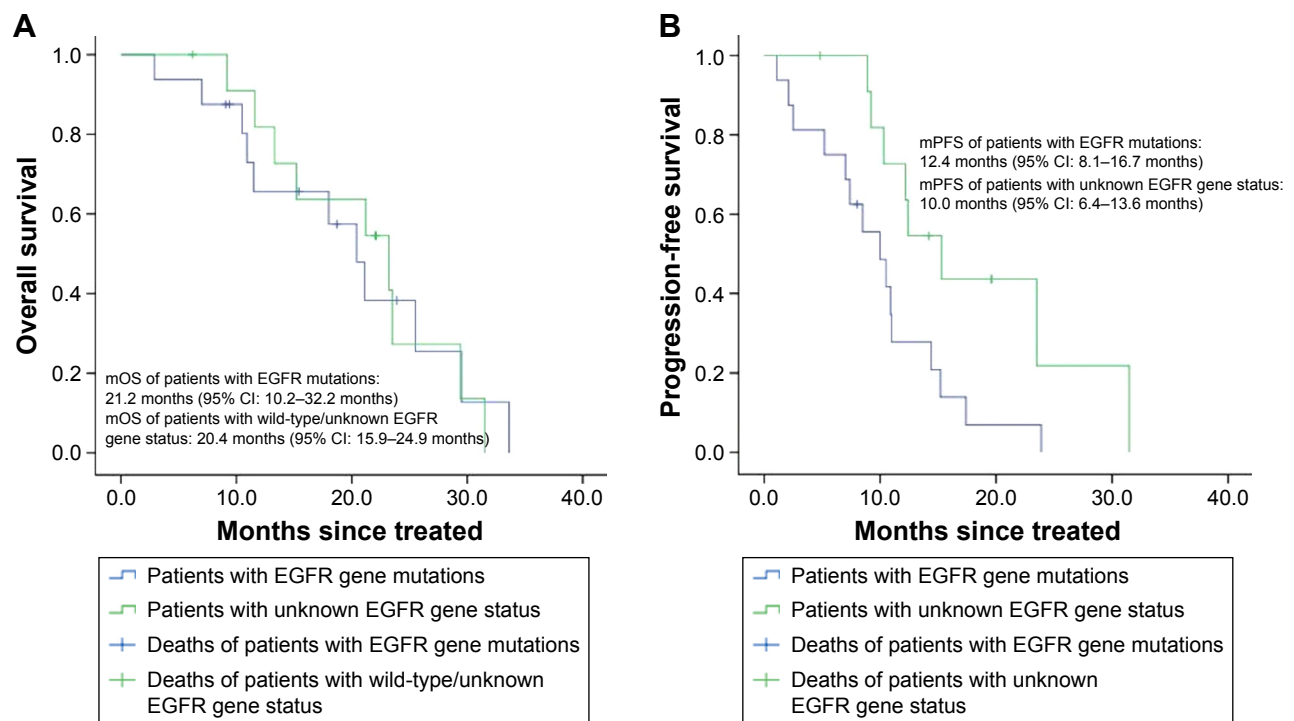 A
Overall survival
1.0
0.8
0.6
0.4
0.2
0.0
mOS of patients with EGFR mutations:
21.2 months (95% CI: 10.2–32.2 months)
mOS of patients with wild-type/unknown EGFR
gene status: 20.4 months (95% CI: 15.9–24.9 months)
0.0 10.0 20.0 30.0 40.0
Months since treated
Patients with EGFR gene mutations
Patients with unknown EGFR gene status
Deaths of patients with EGFR gene mutations
Deaths of patients with wild-type/unknown
EGFR gene status
B
Progression-free survival
1.0
0.8
0.6
0.4
0.2
0.0
mPFS of patients with EGFR mutations:
12.4 months (95% CI: 8.1–16.7 months)
mPFS of patients with unknown EGFR gene status:
10.0 months (95% CI: 6.4–13.6 months)
0.0 10.0 20.0 30.0 40.0
Months since treated
Patients with EGFR gene mutations
Patients with unknown EGFR gene status
Deaths of patients with EGFR gene mutations
Deaths of patients with unknown
EGFR gene status